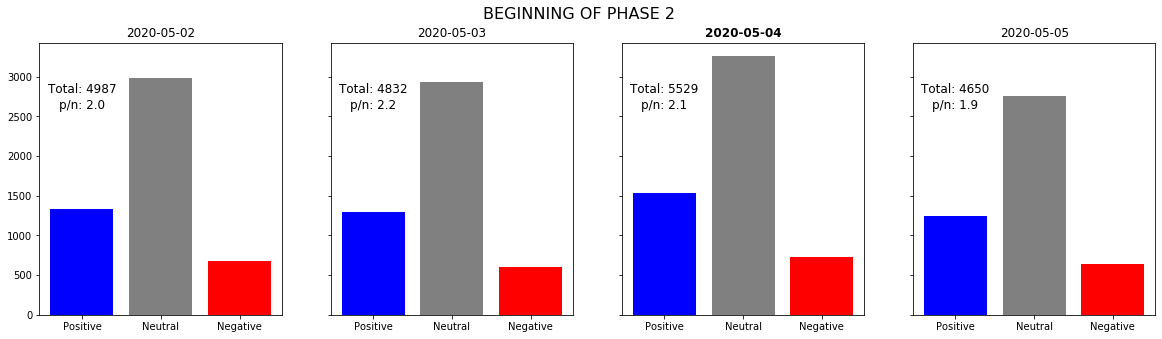 BEGINNING OF PHASE 2
2020-05-02
2020-05-03
2020-05-04
2020-05-05
3000
2500
2000
1500
1000
500
0
Total: 4987
p/n: 2.0
Total: 4832
p/n: 2.2
Total: 5529
p/n: 2.1
Total: 4650
p/n: 1.9
Positive Neutral Negative
Positive Neutral Negative
Positive Neutral Negative
Positive Neutral Negative